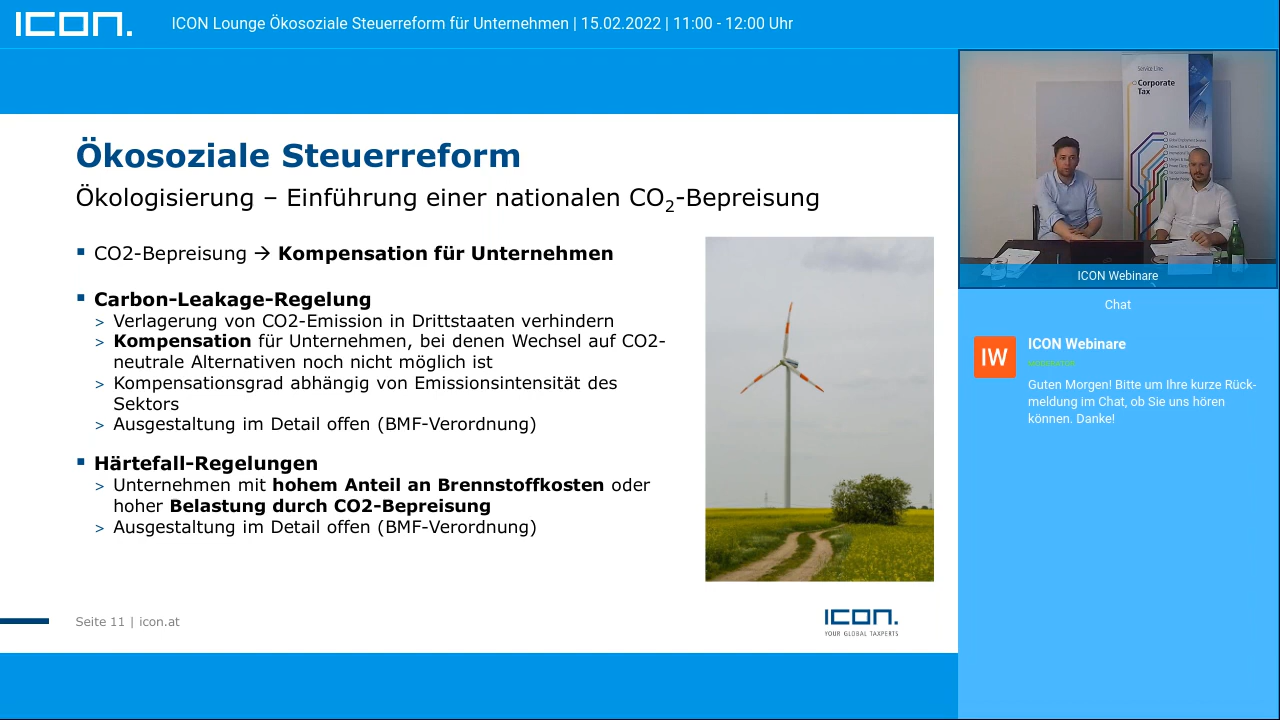 ICON.
ICON Lounge Ökosoziale Steuerreform für Unternehmen | 15.02.2022 | 11:00 - 12:00 Uhr
Ökosoziale Steuerreform
Ökologisierung – Einführung einer nationalen CO2-Bepreisung
CO2-Bepreisung → Kompensation für Unternehmen
Carbon-Leakage-Regelung
> Verlagerung von CO2-Emission in Drittstaaten verhindern
> Kompensation für Unternehmen, bei denen Wechsel auf CO2-
neutrale Alternativen noch nicht möglich ist
> Kompensationsgrad abhängig von Emissionsintensität des
Sektors
> Ausgestaltung im Detail offen (BMF-Verordnung)
Härtefall-Regelungen
> Unternehmen mit hohem Anteil an Brennstoffkosten oder
hoher Belastung durch CO2-Bepreisung
> Ausgestaltung im Detail offen (BMF-Verordnung)
Seite 11 | icon.at
ICON.
YOUR GLOBAL TAXPERTS
Service Line
Corporate
Tax
ICON Webinare
Chat
IW
ICON Webinare
MODERATOR
Guten Morgen! Bitte um Ihre kurze Rück-
meldung im Chat, ob Sie uns hören
können. Danke!